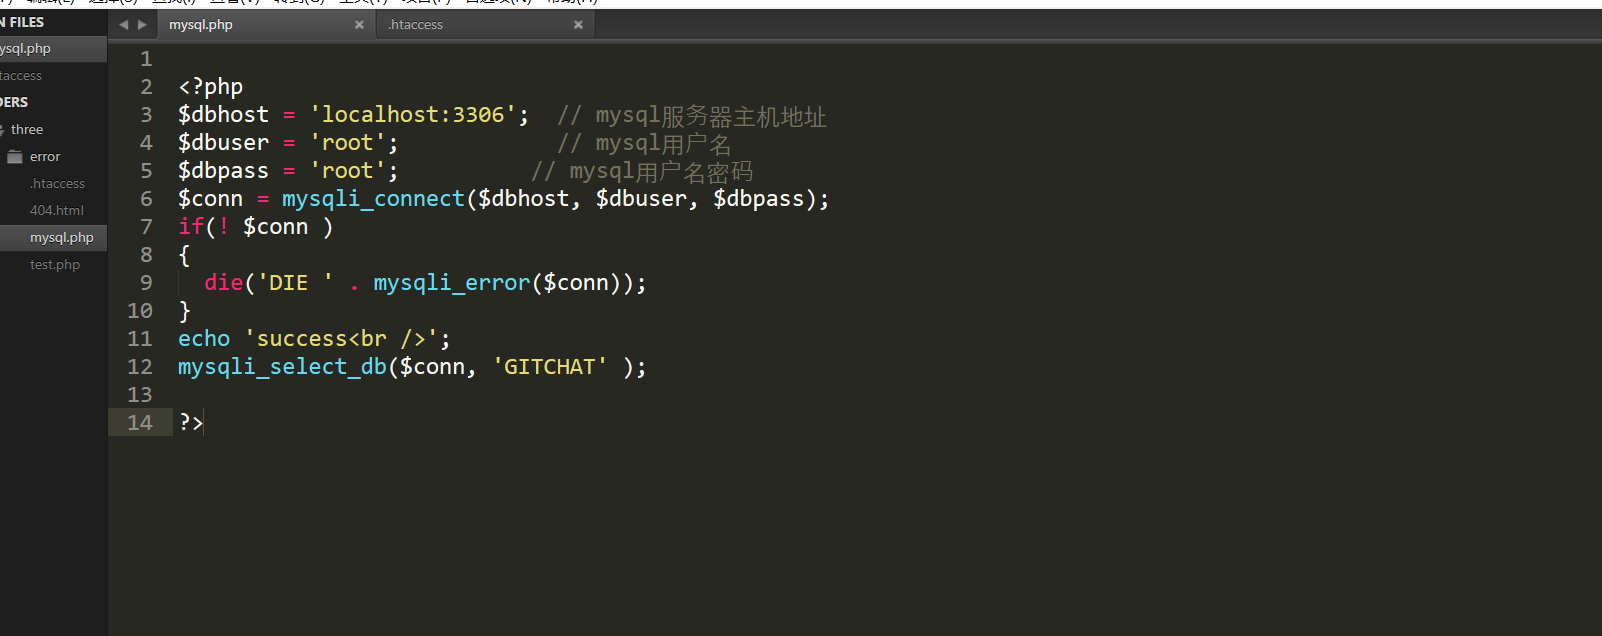 N FILES
mysql.php
.htaccess
ysql.php
taccess
DERS
three
error
.htaccess
404.html
mysql.php
test.php
1
2 <?php
3 $dbhost = 'localhost:3306';  // mysql服务器主机地址
4 $dbuser = 'root';            // mysql用户名
5 $dbpass = 'root';          // mysql用户名密码
6 $conn = mysqli_connect($dbhost, $dbuser, $dbpass);
7 if(! $conn )
8 {
9   die('DIE ' . mysqli_error($conn));
10 }
11 echo 'success<br />';
12 mysqli_select_db($conn, 'GITCHAT' );
13
14 ?>